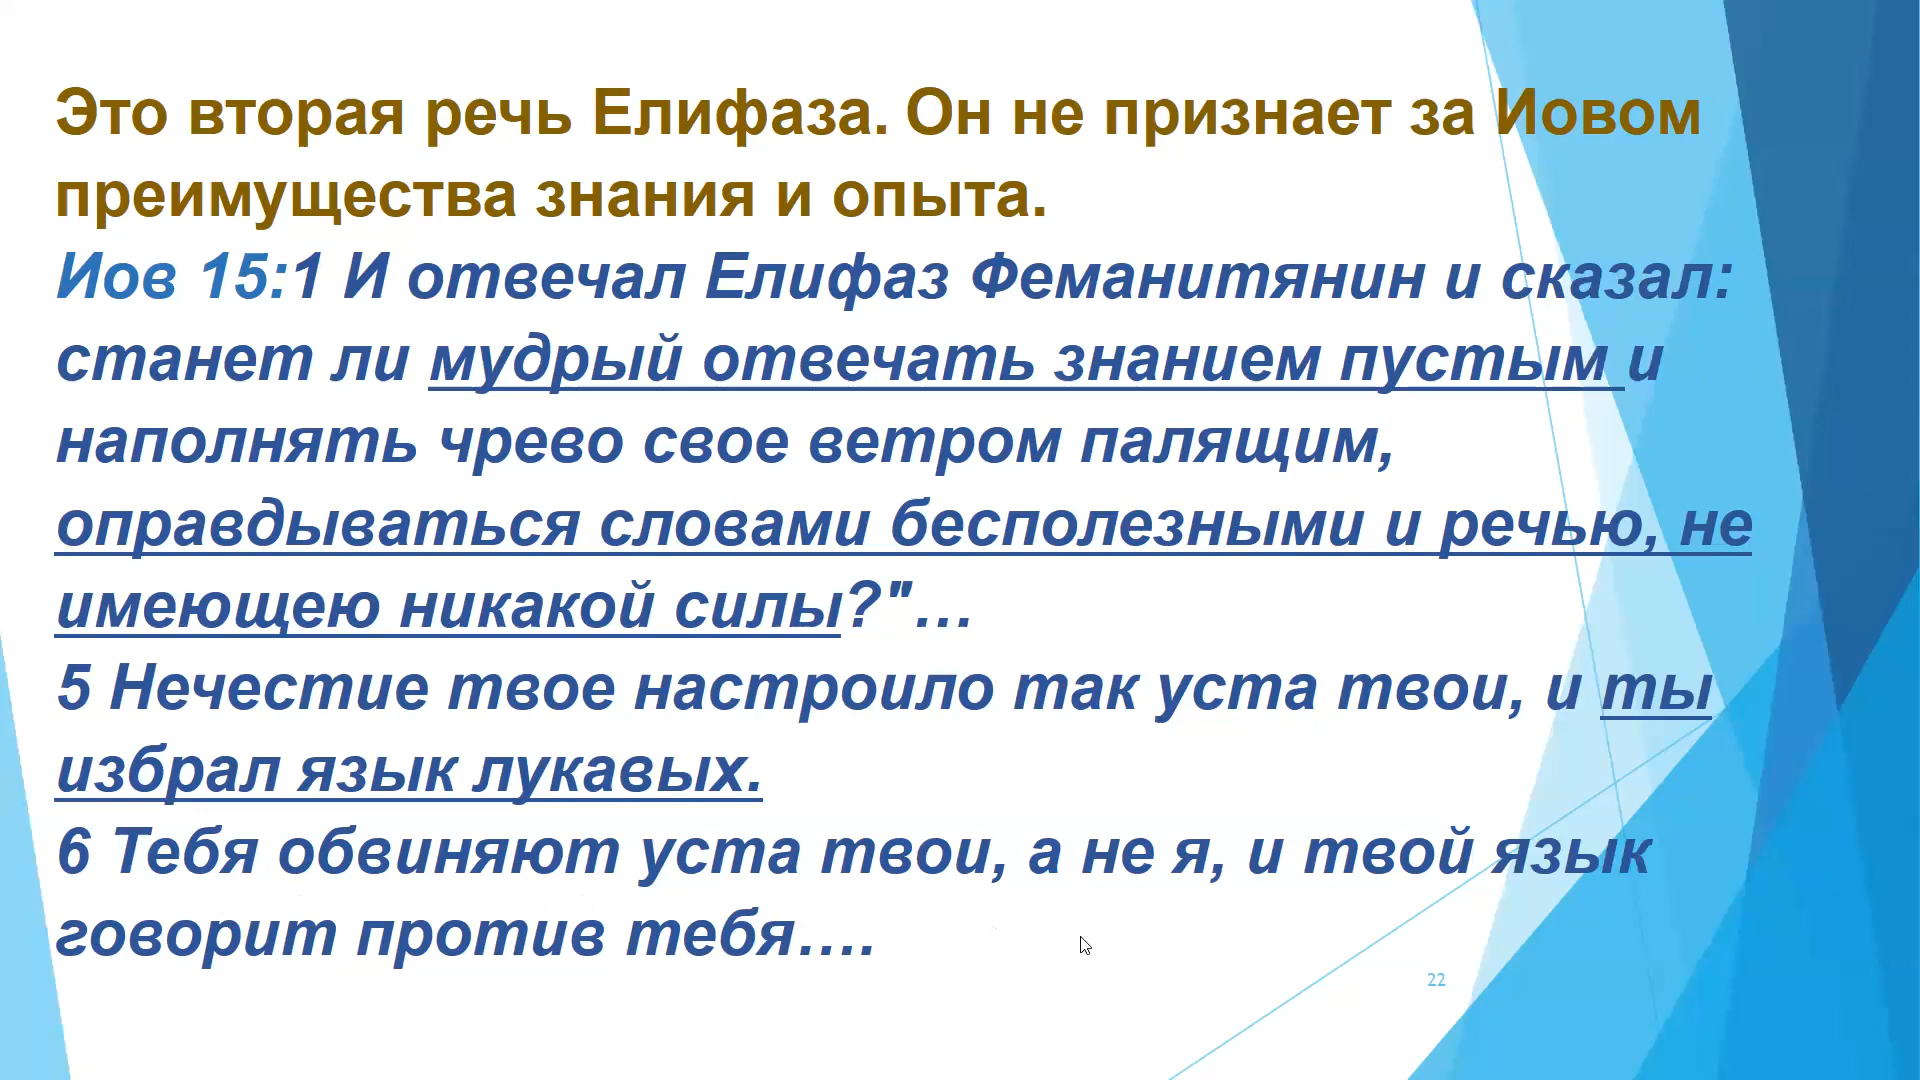 Это вторая речь Елифаза. Он не признает за Иовом
преимущества знания и опыта.
Иов 15:1 И отвечал Елифаз Феманитянин и сказал:
станет ли мудрый отвечать знанием пустым и
наполнять чрево свое ветром палящим,
оправдываться словами бесполезными и речью, не
имеющею никакой силы?"...
5 Нечестие твое настроило так уста твои, и ты
избрал язык лукавых.
6 Тебя обвиняют уста твои, а не я, и твой язык
говорит против тебя....
22